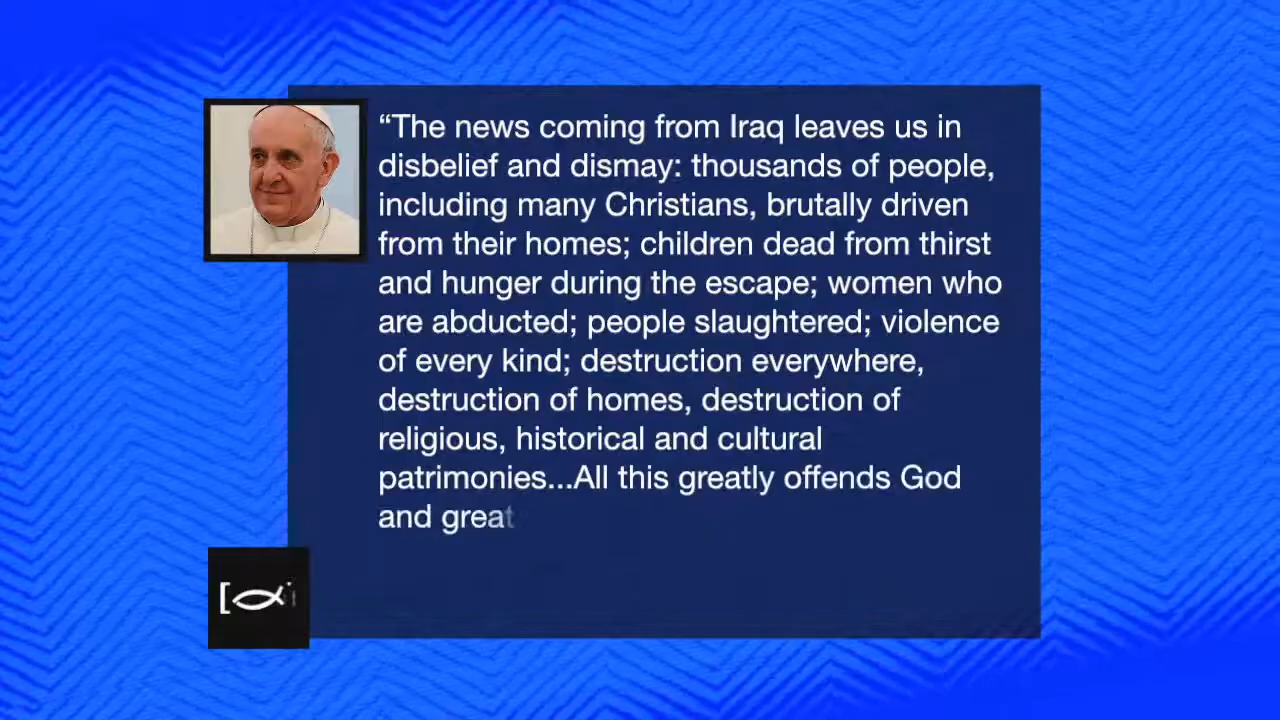 “The news coming from Iraq leaves us in
disbelief and dismay: thousands of people,
including many Christians, brutally driven
from their homes; children dead from thirst
and hunger during the escape; women who
are abducted; people slaughtered; violence
of every kind; destruction everywhere,
destruction of homes, destruction of
religious, historical and cultural
patrimonies...All this greatly offends God
and great